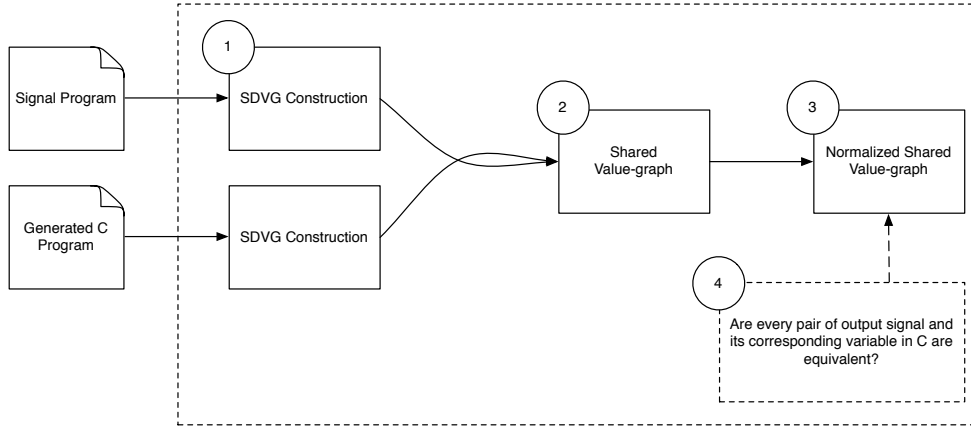 1
Signal Program
SDVG Construction
2
3
Shared
Value-graph
Normalized Shared
Value-graph
Generated C
Program
SDVG Construction
4
Are every pair of output signal and
its corresponding variable in C are
equivalent?